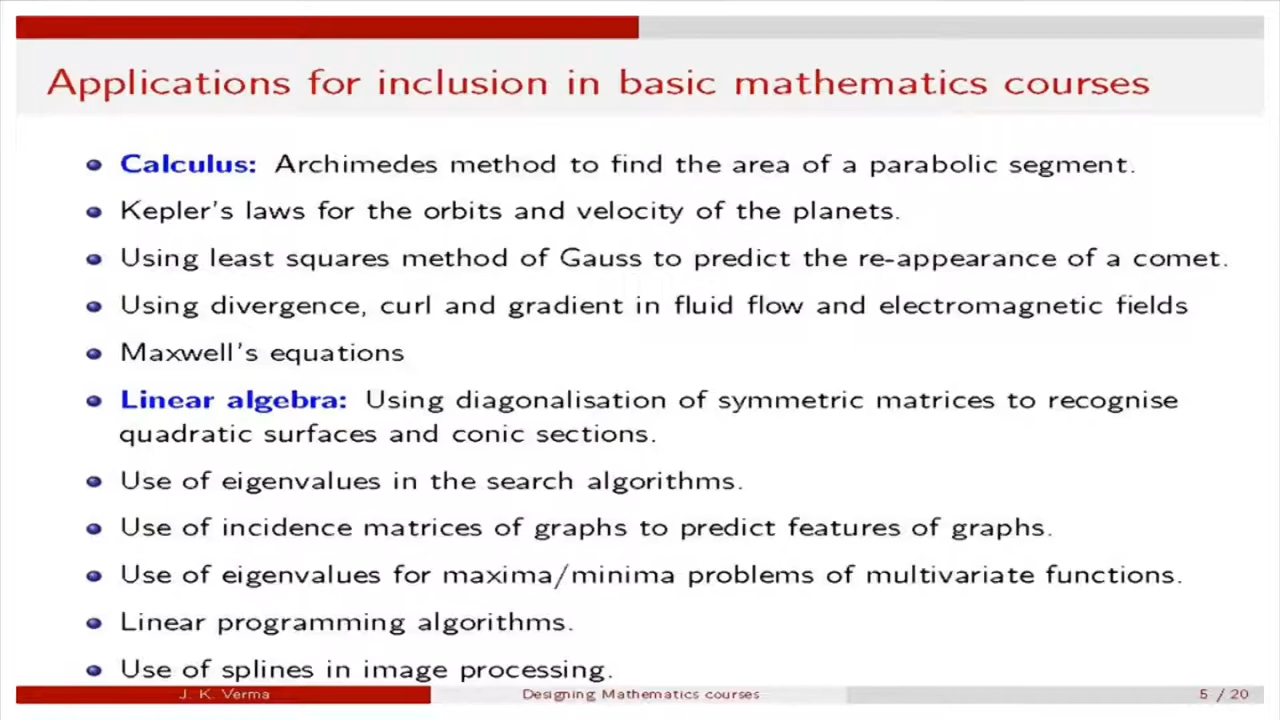 Applications for inclusion in basic mathematics courses
Calculus: Archimedes method to find the area of a parabolic segment.
Kepler's laws for the orbits and velocity of the planets.
Using least squares method of Gauss to predict the re-appearance of a comet.
Using divergence, curl and gradient in fluid flow and electromagnetic fields
Maxwell's equations
Linear algebra: Using diagonalisation of symmetric matrices to recognise
quadratic surfaces and conic sections.
Use of eigenvalues in the search algorithms.
Use of incidence matrices of graphs to predict features of graphs.
Use of eigenvalues for maxima/minima problems of multivariate functions.
Linear programming algorithms.
Use of splines in image processing.
J. K. Verma Designing Mathematics courses 5 / 20